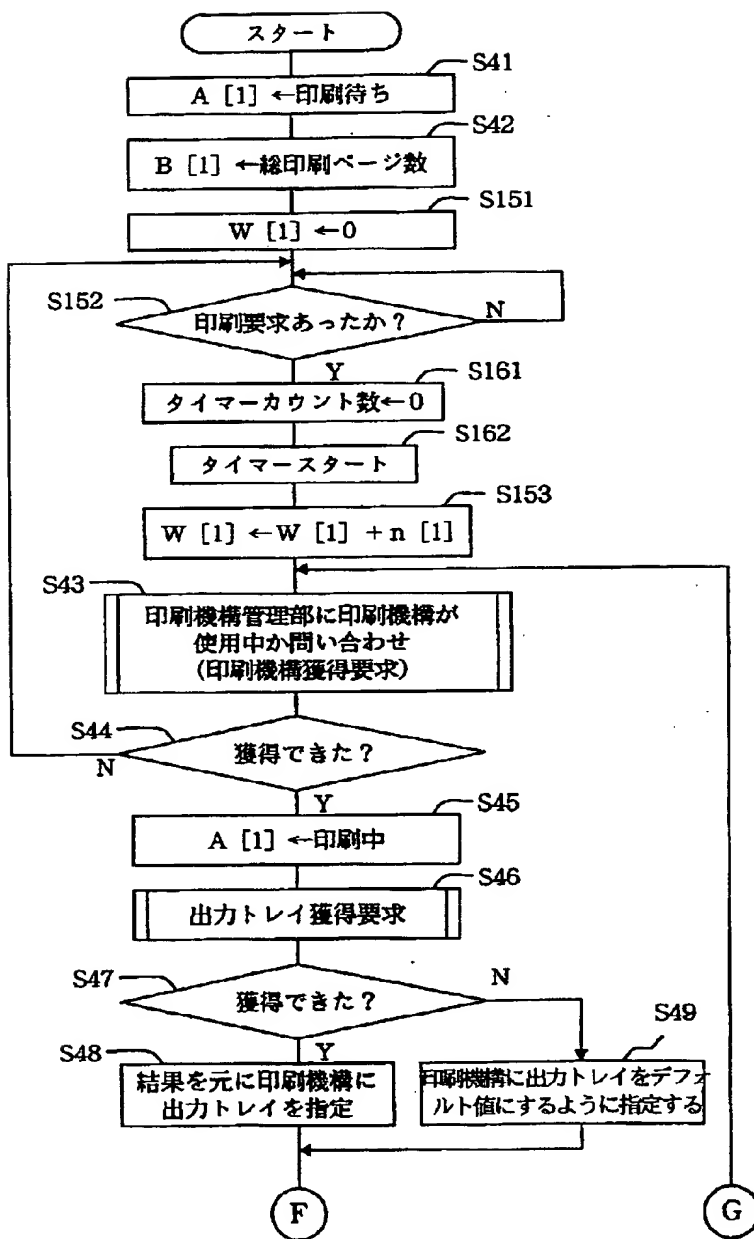 スタート
S41
A [1] ←印刷待ち
S42
B [1] ←総印刷ページ数
S151
W [1] ←0
S152
印刷要求あったか？
N
Y
S161
タイマーカウント数←0
S162
タイマースタート
S153
W [1] ←W [1] +n [1]
S43
印刷機構管理部に印刷機構が
使用中か問い合わせ
(印刷機構獲得要求)
S44
獲得できた？
N
Y
S45
A [1] ←印刷中
S46
出力トレイ獲得要求
S47
獲得できた？
N
Y
S48
結果を元に印刷機構に
出力トレイを指定
S49
印刷機構に出力トレイをデフォ
ルト値にするように指定する
F
G